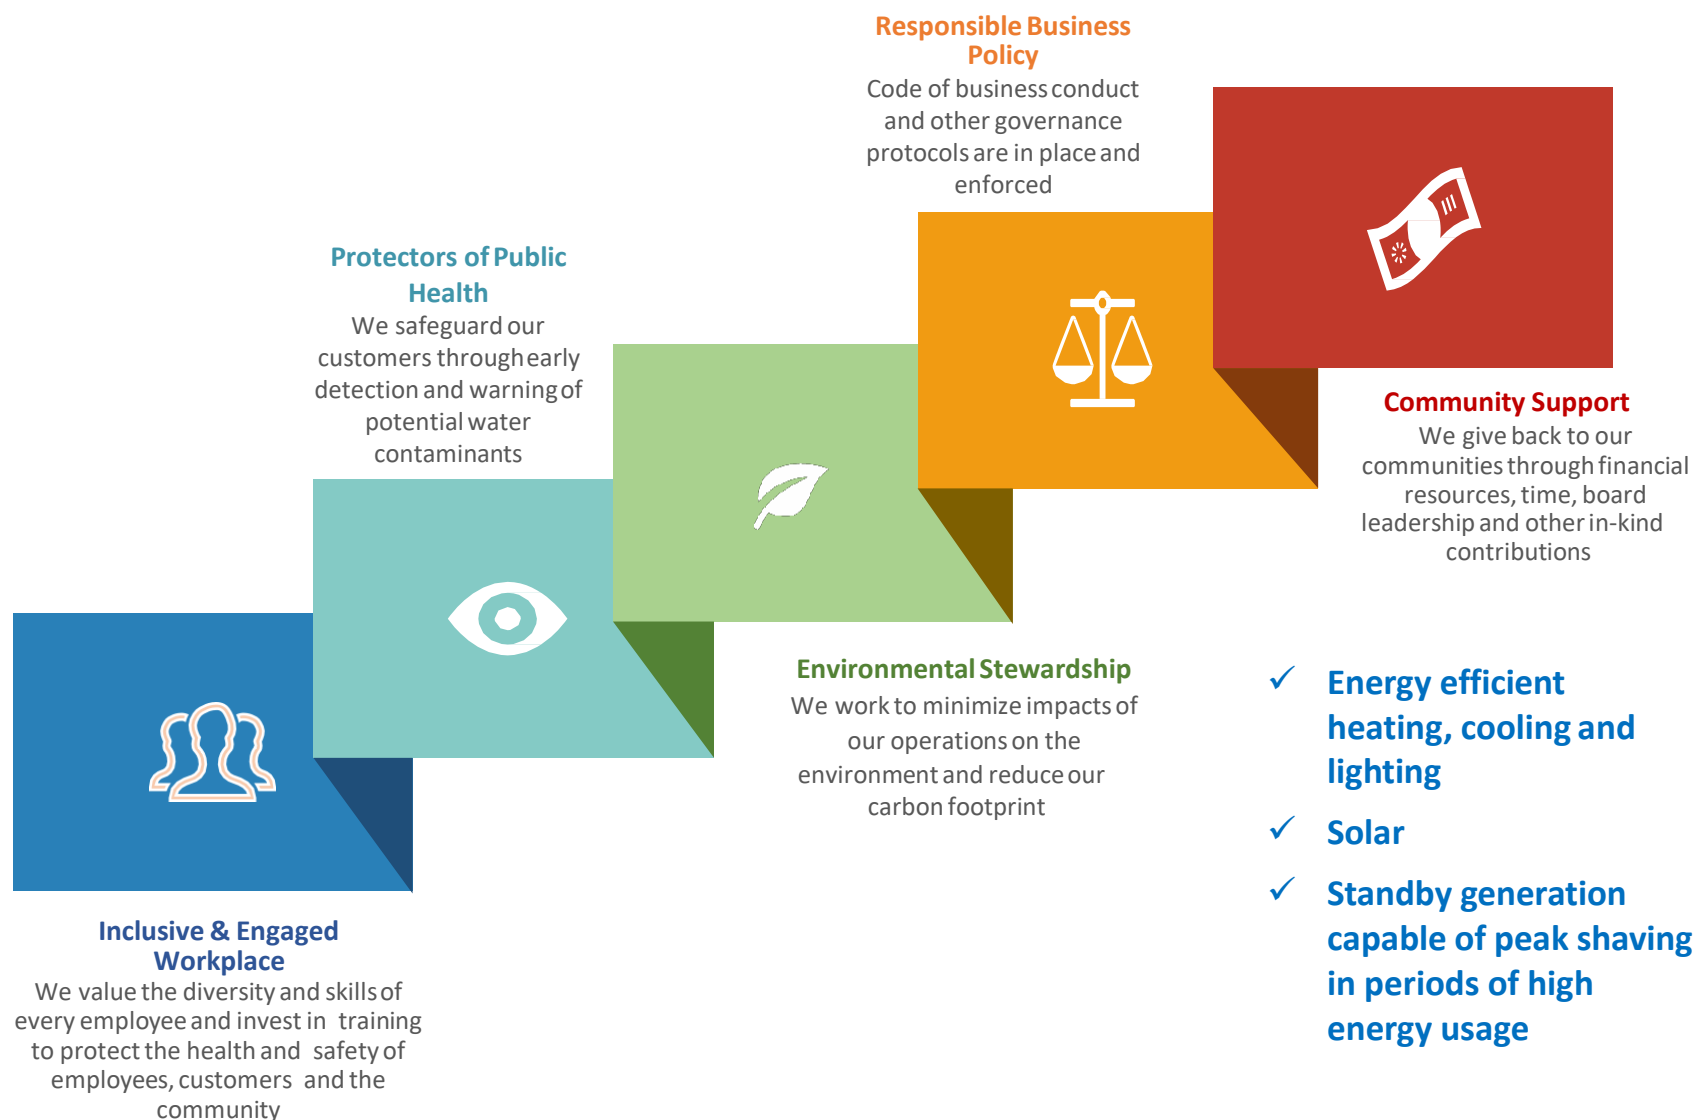 Responsible Business
Policy
Code of business conduct
and other governance
protocols are in place and
enforced
Protectors of Public
Health
We safeguard our
customers through early
detection and warning of
potential water
contaminants
Community Support
We give back to our
communities through financial
resources, time, board
leadership and other in-kind
contributions
Environmental Stewardship
We work to minimize impacts of
our operations on the
environment and reduce our
carbon footprint
✓ Energy efficient
heating, cooling and
lighting
✓ Solar
✓ Standby generation
capable of peak shaving
in periods of high
energy usage
Inclusive & Engaged
Workplace
We value the diversity and skills of
every employee and invest in training
to protect the health and safety of
employees, customers and the
community